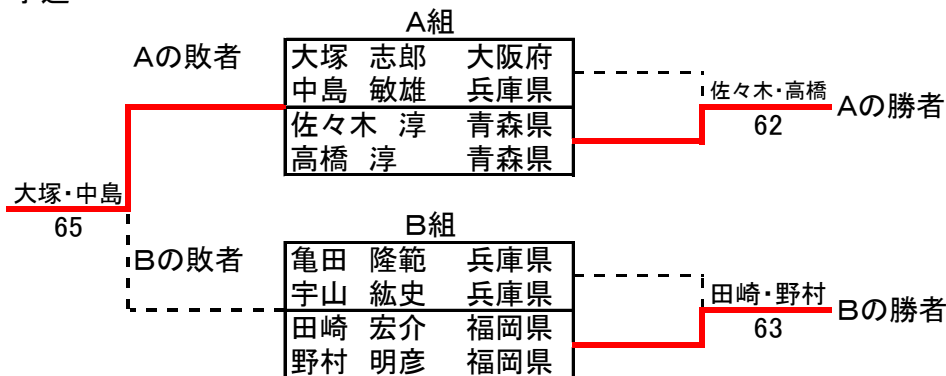 A組
Aの敗者
大塚 志郎 大阪府
中島 敏雄 兵庫県
佐々木 淳 青森県
高橋 淳 青森県
佐々木・高橋
62
Aの勝者
大塚・中島
65
B組
Bの敗者
亀田 隆範 兵庫県
宇山 紘史 兵庫県
田崎 宏介 福岡県
野村 明彦 福岡県
田崎・野村
63
Bの勝者